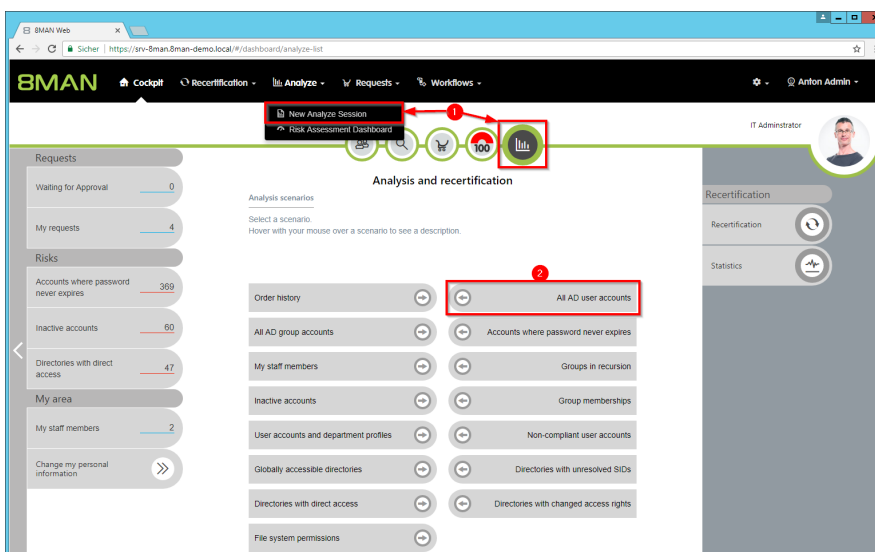 8MAN Web
Sicher | https://srv-8man.8man-demo.local/#/dashboard/analyze-list
8MAN Cockpit Recertification Analyze Requests Workflows Anton Admin
New Analyze Session
1
Risk Assessment Dashboard
IT Adminstrator
100
Requests
Waiting for Approval 0
My requests 4
Risks
Accounts where password never expires 369
Inactive accounts 60
Directories with direct access 47
My area
My staff members 2
Change my personal information
Analysis and recertification
Analysis scenarios
Select a scenario.
Hover with your mouse over a scenario to see a description.
2
Order history All AD user accounts
All AD group accounts Accounts where password never expires
My staff members Groups in recursion
Inactive accounts Group memberships
User accounts and department profiles Non-compliant user accounts
Globally accessible directories Directories with unresolved SIDs
Directories with direct access Directories with changed access rights
File system permissions
Recertification
Recertification
Statistics